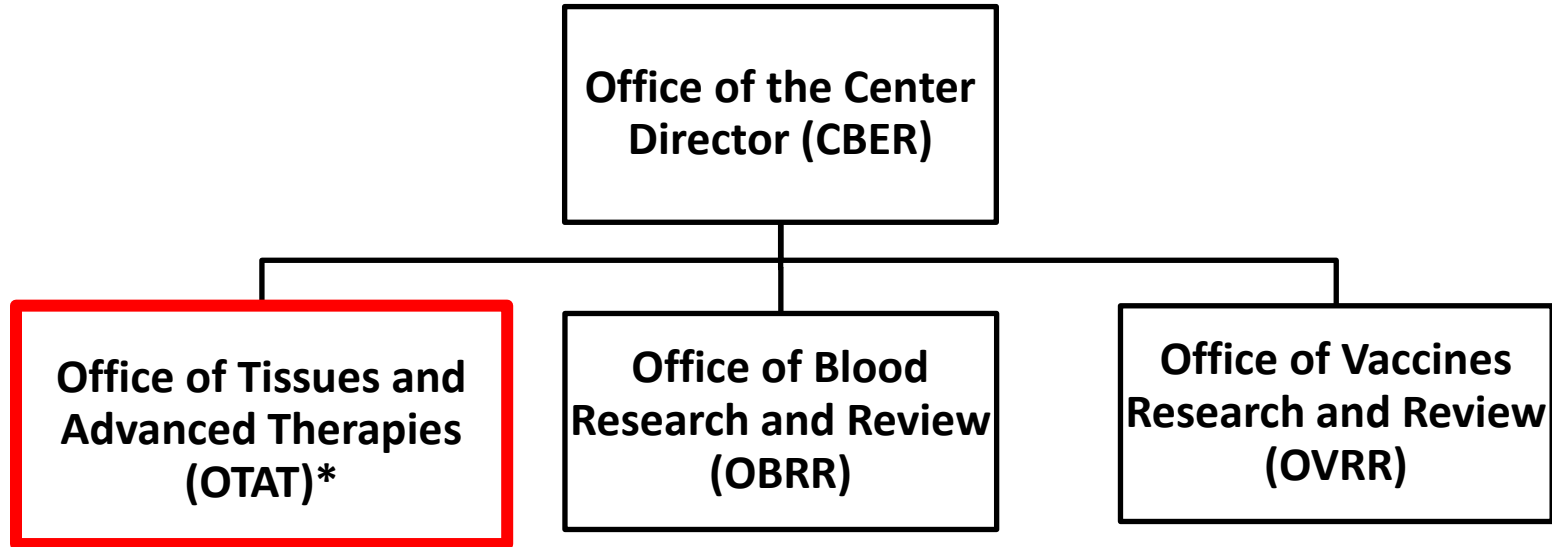 Office of the Center
Director (CBER)
Office of Tissues and
Advanced Therapies
(OTAT)*
Office of Blood
Research and Review
(OBRR)
Office of Vaccines
Research and Review
(OVRR)